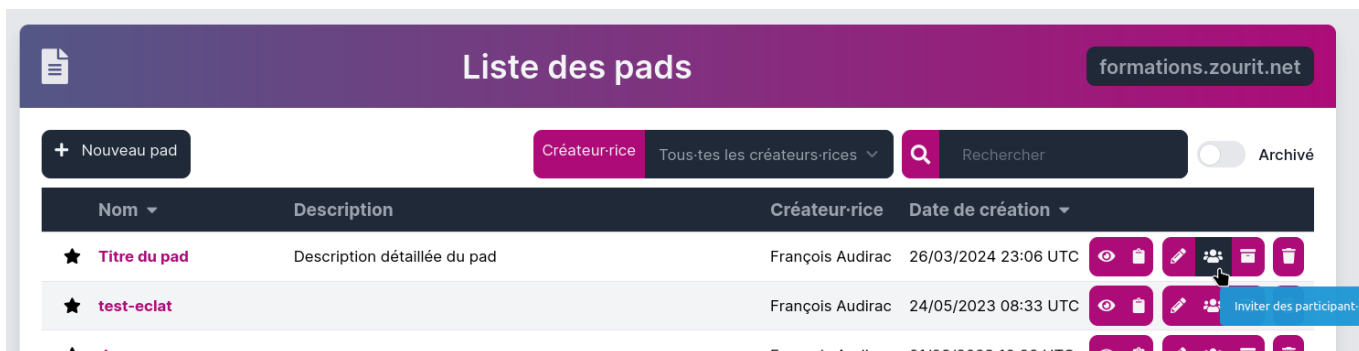 Liste des pads
formations.zourit.net
Nouveau pad
Créateur·rice
Tous·tes les créateurs·rices
Rechercher
Archivé
Nom Description Créateur·rice Date de création
Titre du pad Description détaillée du pad François Audirac 26/03/2024 23:06 UTC
test-eclat François Audirac 24/05/2023 08:33 UTC
Inviter des participant·